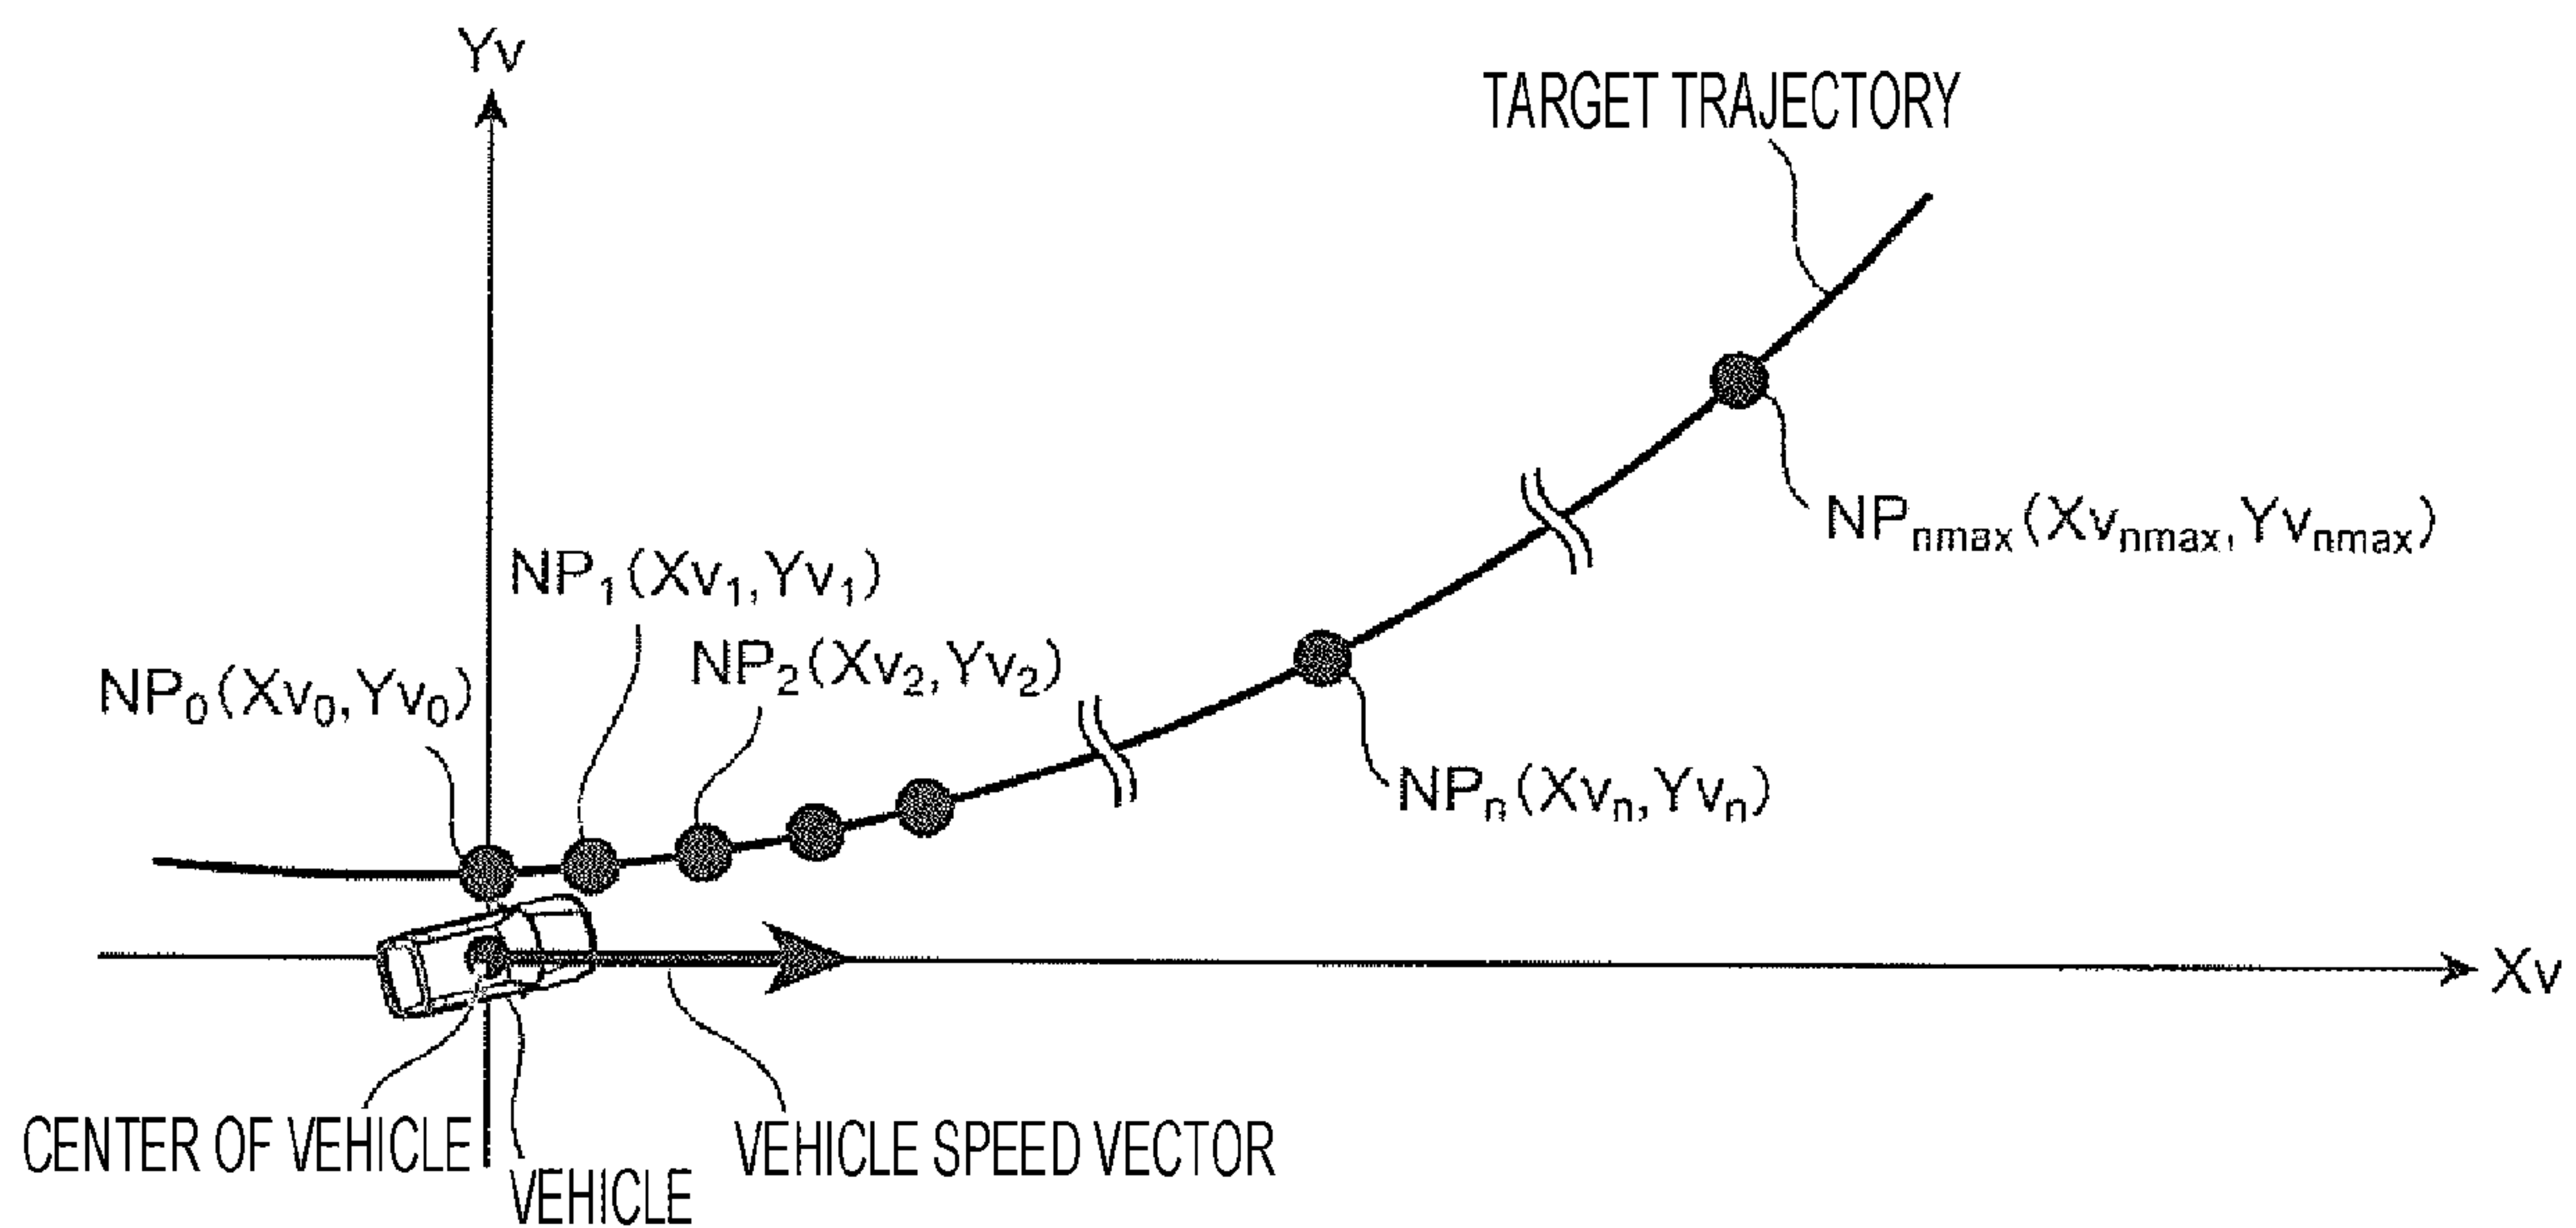 Yv
TARGET TRAJECTORY
NPnmax(Xvnmax,Yvnmax)
NP1(Xv1,Yv1)
NP2(Xv2,Yv2)
NP0(Xv0,Yv0)
NPn(Xvn,Yvn)
Xv
CENTER OF VEHICLE
VEHICLE SPEED VECTOR
VEHICLE